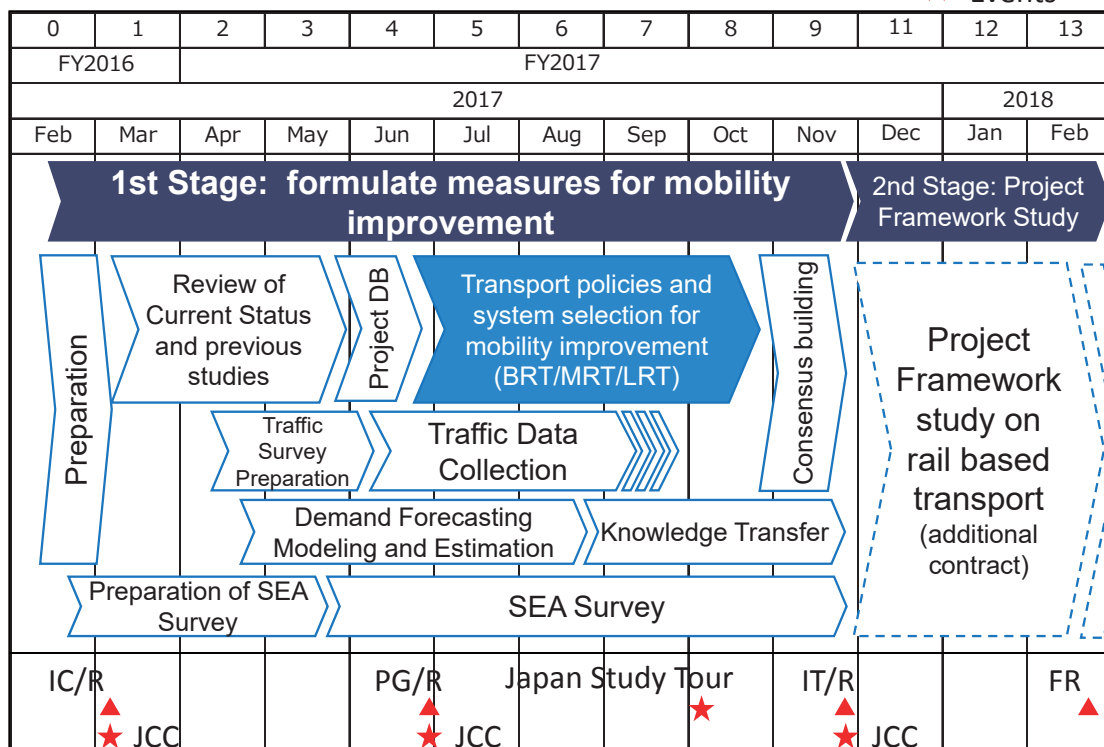 Events
0 1 2 3 4 5 6 7 8 9 11 12 13
FY2016 FY2017
2017 2018
Feb Mar Apr May Jun Jul Aug Sep Oct Nov Dec Jan Feb
1st Stage: formulate measures for mobility
improvement
2nd Stage: Project
Framework Study
Preparation
Review of
Current Status
and previous
studies
Project DB
Transport policies and
system selection for
mobility improvement
(BRT/MRT/LRT)
Consensus building
Project
Framework
study on
rail based
transport
(additional
contract)
Traffic
Survey
Preparation
Traffic Data
Collection
Demand Forecasting
Modeling and Estimation
Knowledge Transfer
Preparation of SEA
Survey
SEA Survey
IC/R PG/R Japan Study Tour IT/R FR
JCC JCC JCC